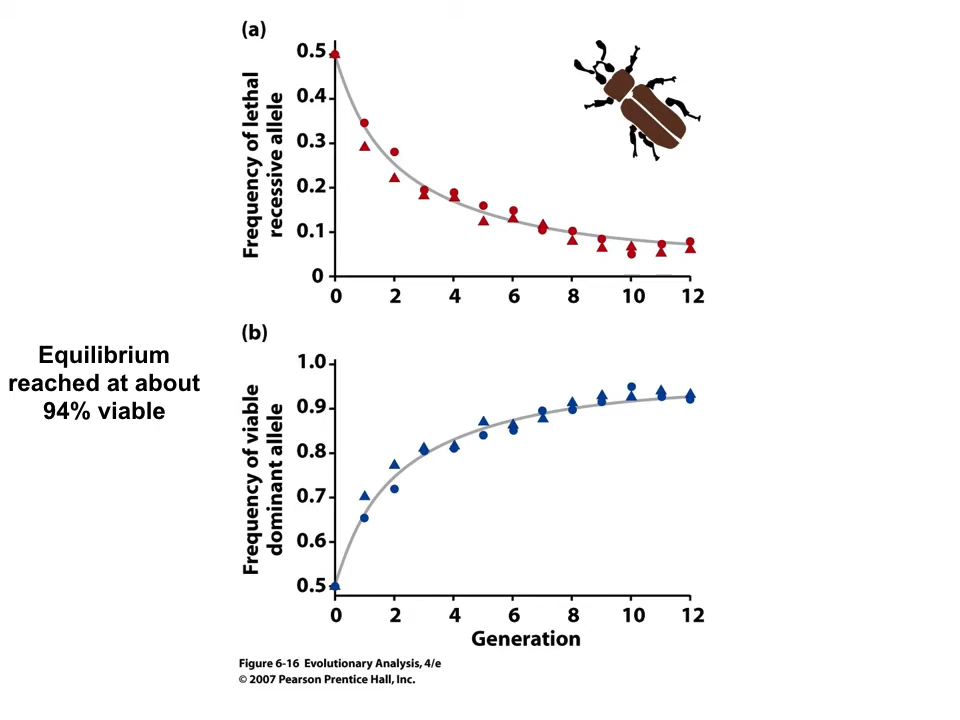 (a)
Frequency of lethal
recessive allele
0.5
0.4
0.3
0.2
0.1
0
0 2 4 6 8 10 12
Equilibrium
reached at about
94% viable
(b)
Frequency of viable
dominant allele
1.0
0.9
0.8
0.7
0.6
0.5
0 2 4 6 8 10 12
Generation
Figure 6-16 Evolutionary Analysis, 4/e
© 2007 Pearson Prentice Hall, Inc.